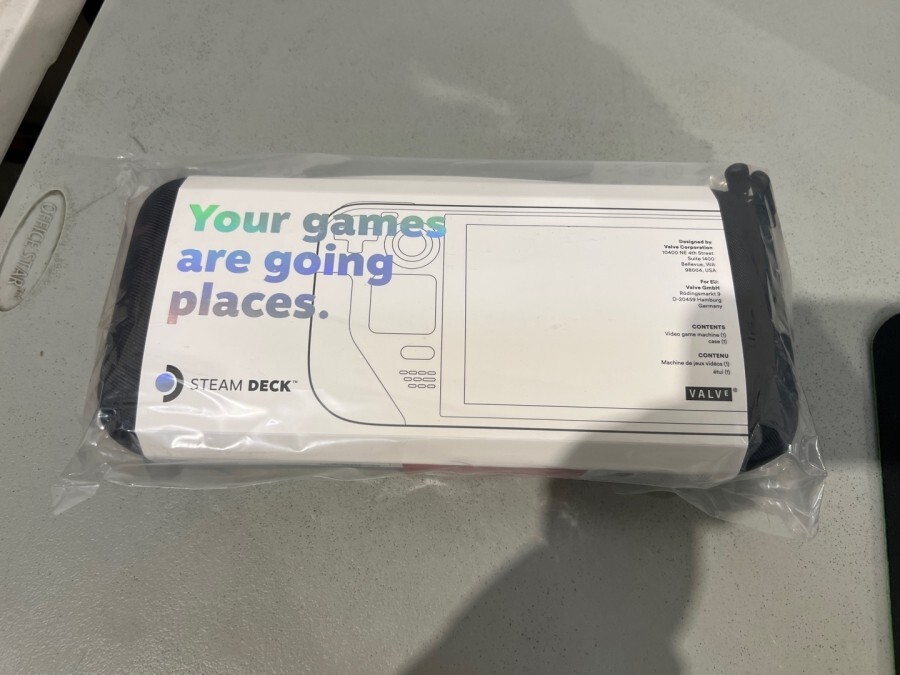 Your games
are going
places.
STEAM DECK™
Designed by
Valve Corporation
10400 NE 4th Street
Suite 1400
Bellevue, WA
98004, USA
For EU:
Valve GmbH
Rödingsmarkt 9
D-20459 Hamburg
Germany
CONTENTS
Video game machine (1)
case (1)
CONTENU
Machine de jeux vidéos (1)
étui (1)
VALVE®